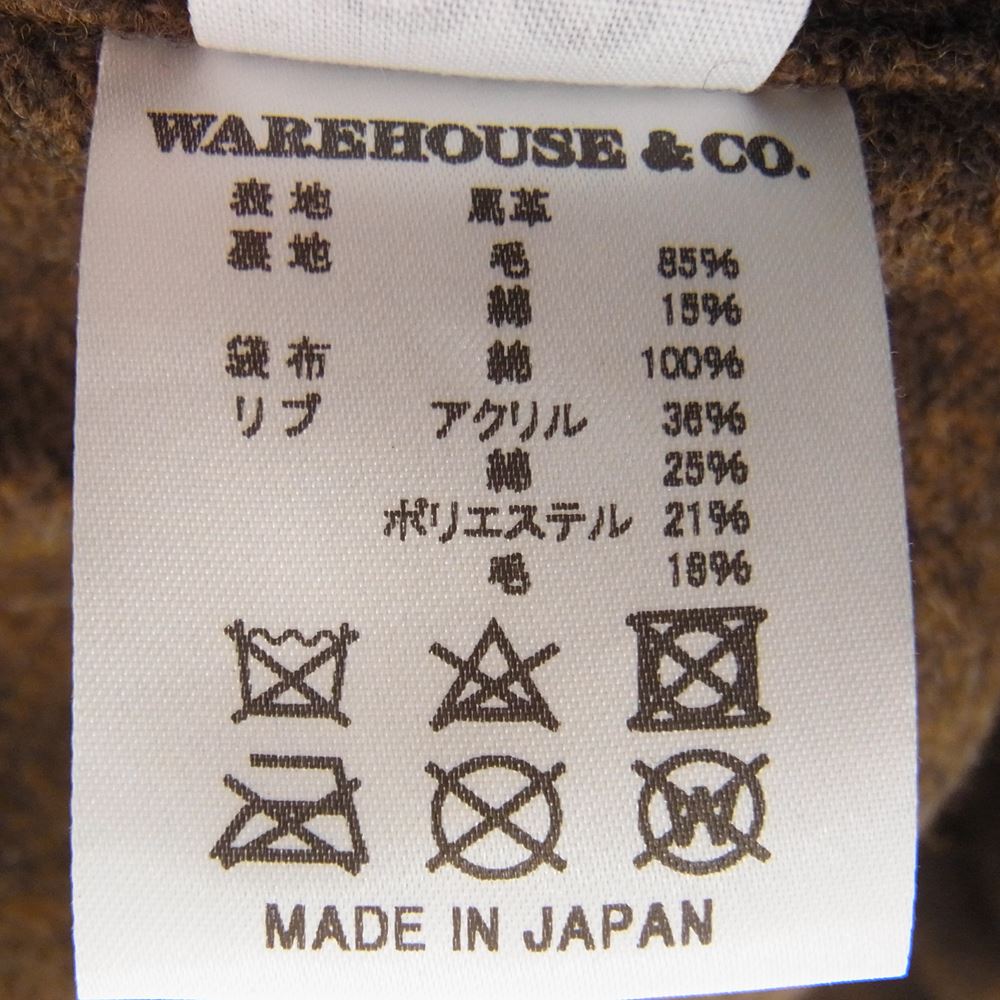 WAREHOUSE & CO.
表地 馬革
裏地 毛 85%
綿 15%
袋布 綿 100%
リブ アクリル 36%
綿 25%
ポリエステル 21%
毛 18%
W
MADE IN JAPAN